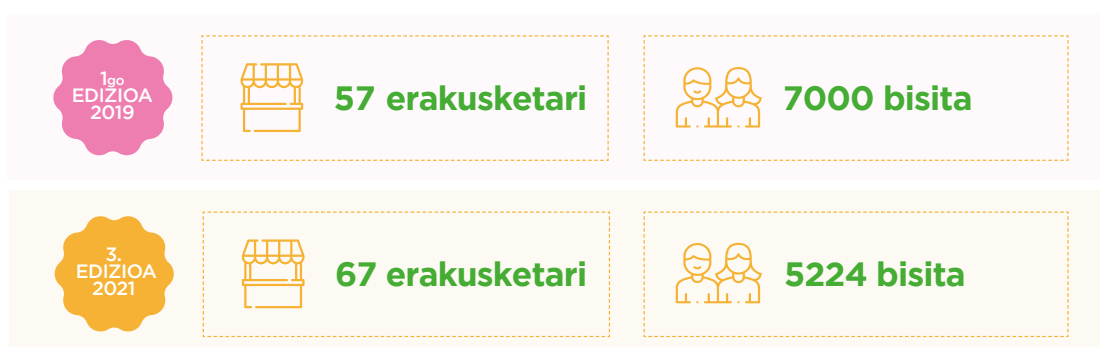 1go
EDIZIOA
2019
57 erakusketari
7000 bisita
3.
EDIZIOA
2021
67 erakusketari
5224 bisita